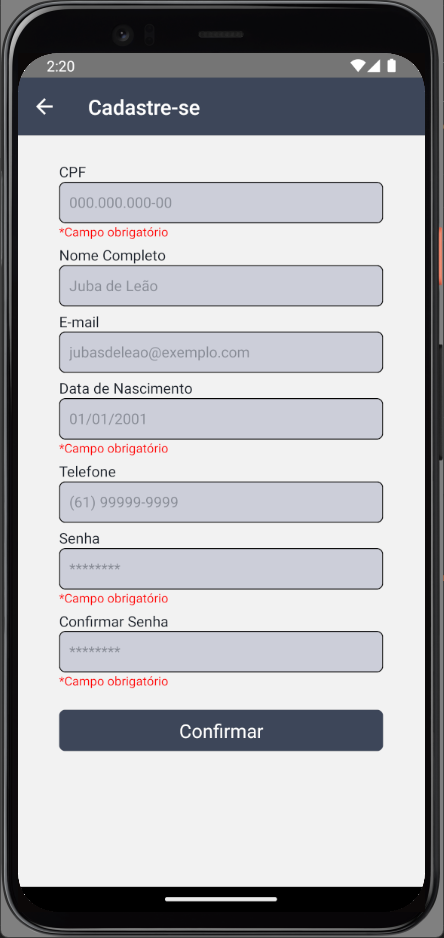 2:20
Cadastre-se
CPF
000.000.000-00
*Campo obrigatório
Nome Completo
Juba de Leão
E-mail
jubasdeleao@exemplo.com
Data de Nascimento
01/01/2001
*Campo obrigatório
Telefone
(61) 99999-9999
Senha
********
*Campo obrigatório
Confirmar Senha
********
*Campo obrigatório
Confirmar